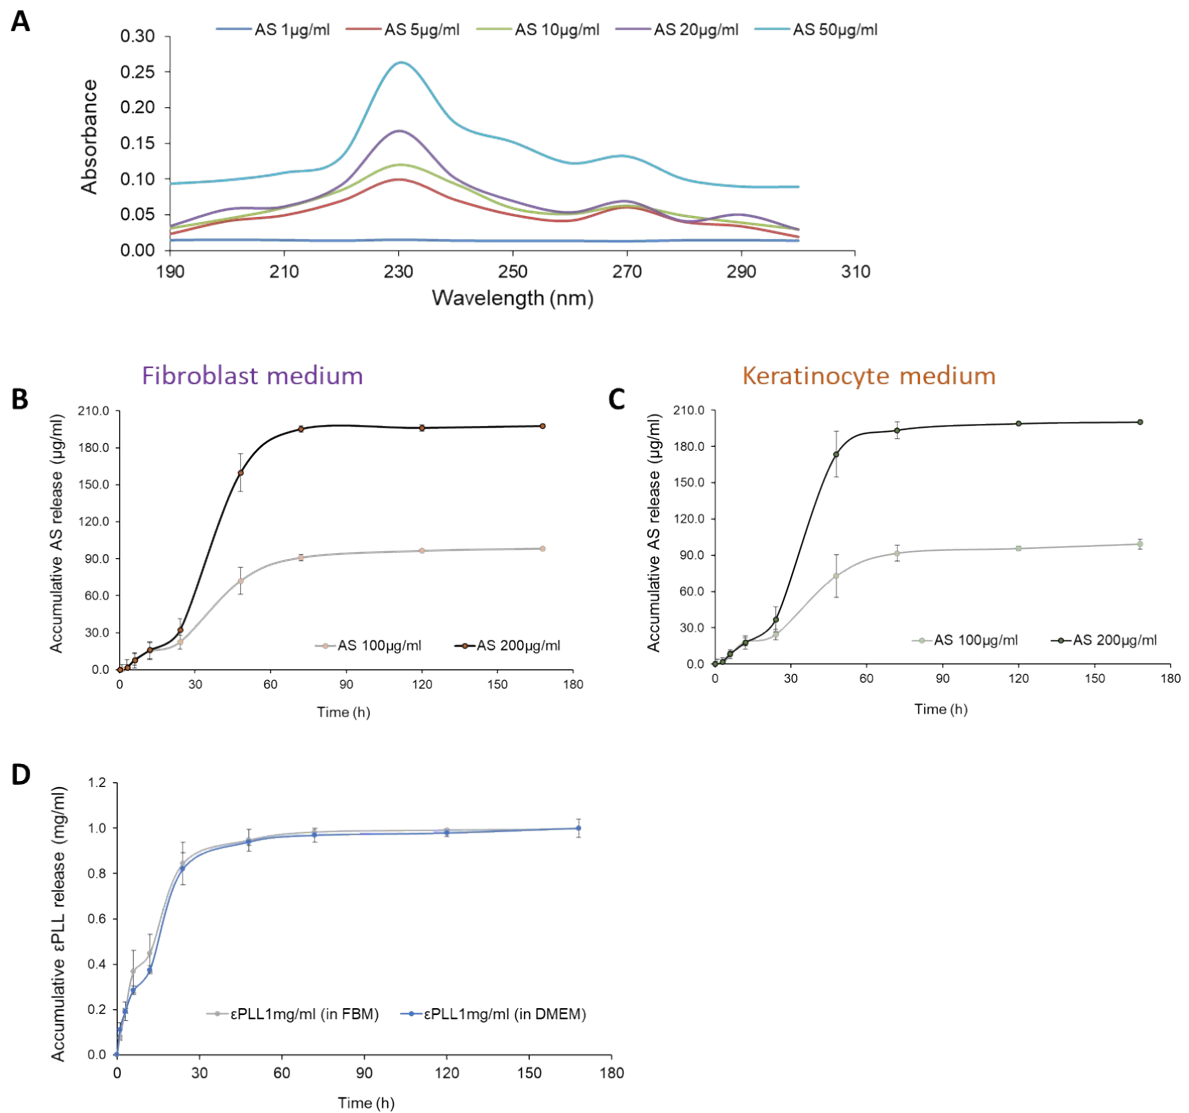 A
AS 1µg/ml AS 5µg/ml AS 10µg/ml AS 20µg/ml AS 50µg/ml
0.30
0.25
0.20
0.15
0.10
0.05
0.00
Absorbance
190 210 230 250 270 290 310
Wavelength (nm)
Fibroblast medium
B
210.0
180.0
150.0
120.0
90.0
60.0
30.0
0.0
Accumulative AS release (µg/ml)
AS 100µg/ml AS 200µg/ml
0 30 60 90 120 150 180
Time (h)
Keratinocyte medium
C
210.0
180.0
150.0
120.0
90.0
60.0
30.0
0.0
Accumulative AS release (µg/ml)
AS 100µg/ml AS 200µg/ml
0 30 60 90 120 150 180
Time (h)
D
1.2
1.0
0.8
0.6
0.4
0.2
0.0
Accumulative εPLL release (mg/ml)
εPLL1mg/ml (in FBM) εPLL1mg/ml (in DMEM)
0 30 60 90 120 150 180
Time (h)